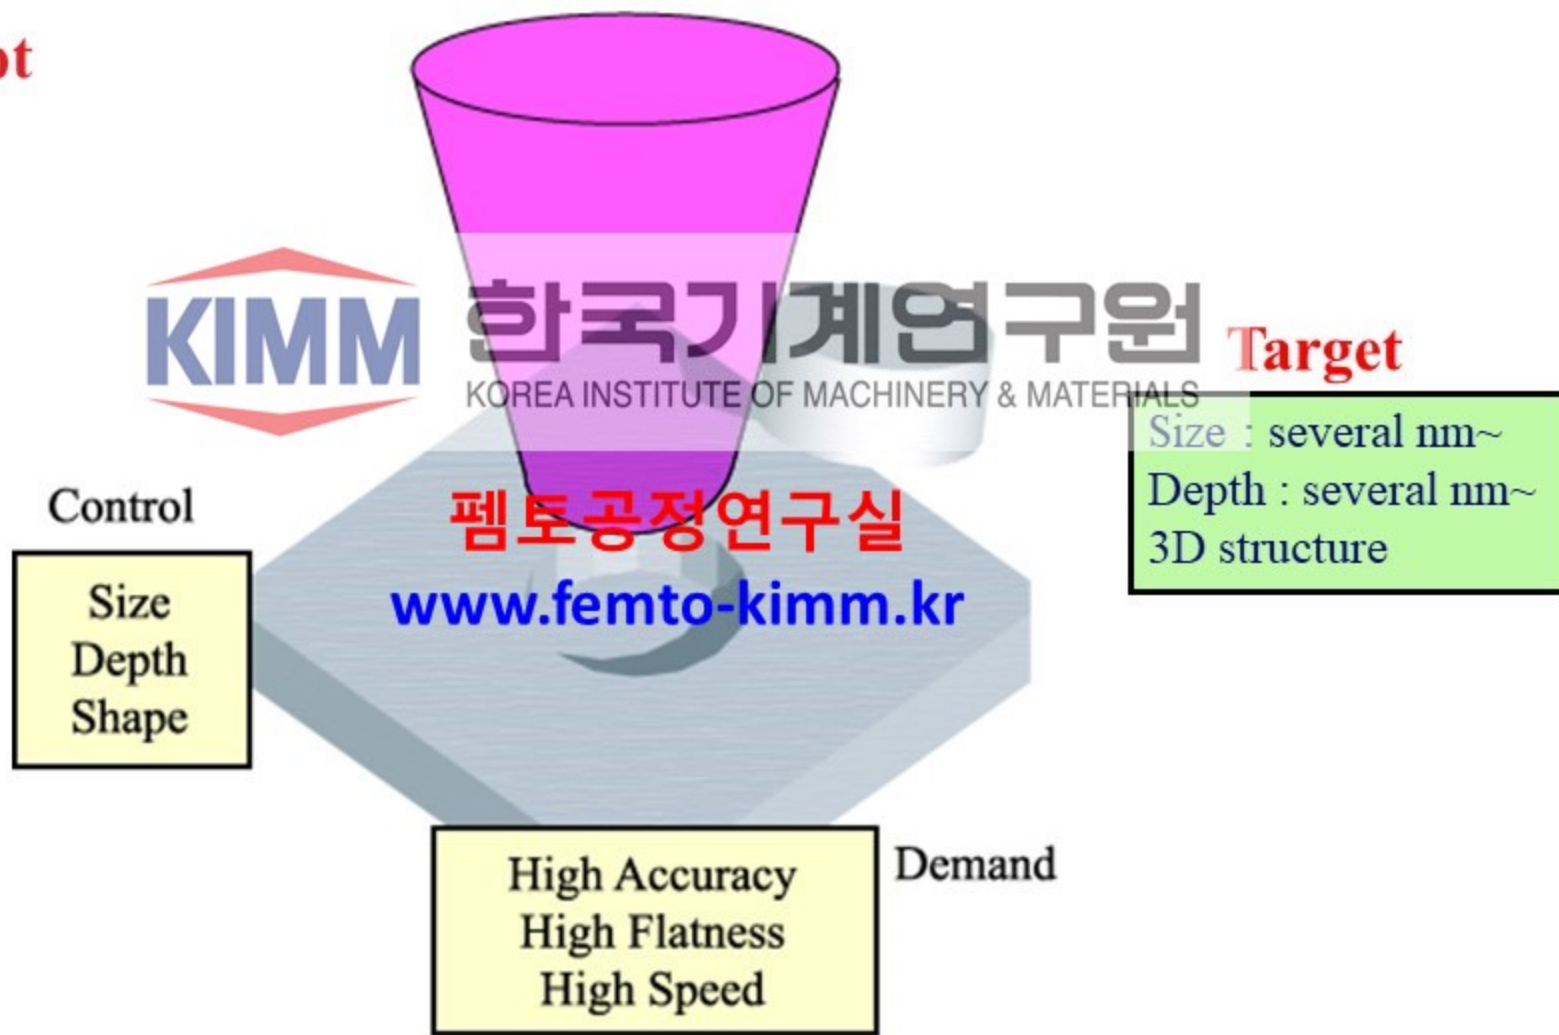 KIMM
한국기계연구원
KOREA INSTITUTE OF MACHINERY & MATERIALS
Target
Size : several nm~
Depth : several nm~
3D structure
Control
Size
Depth
Shape
펨토공정연구실
www.femto-kimm.kr
High Accuracy
High Flatness
High Speed
Demand